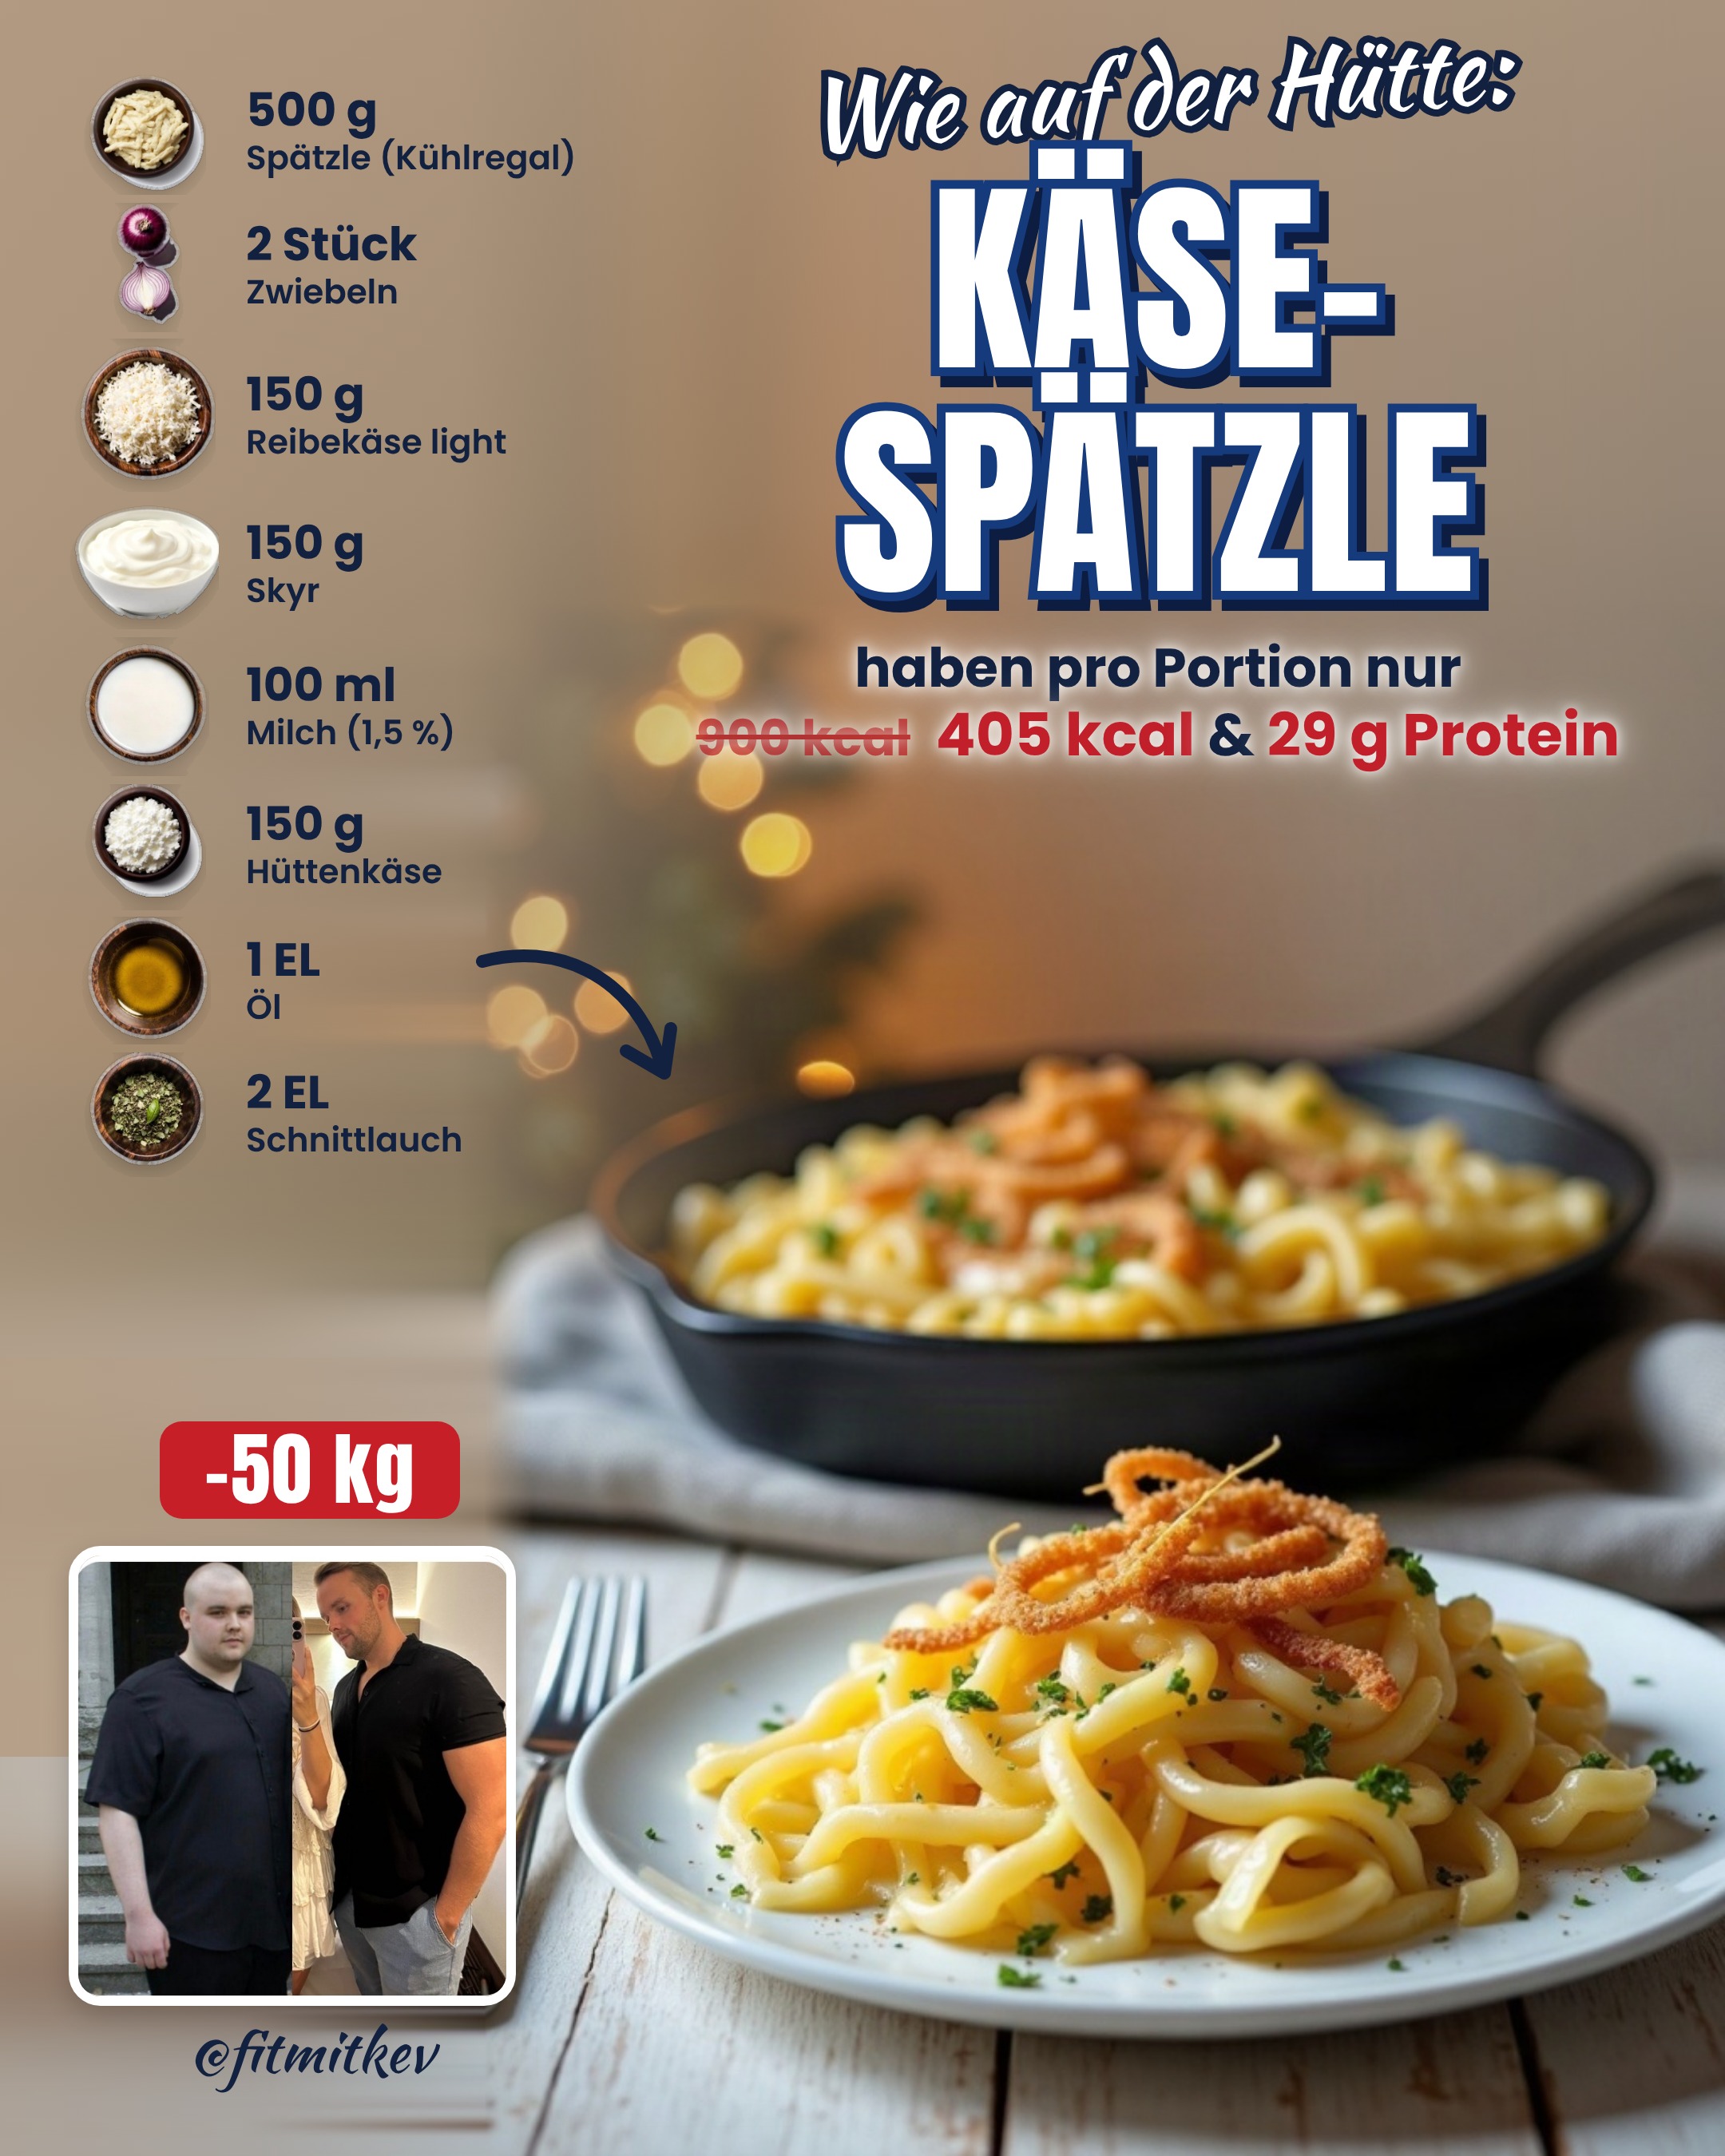 Wie auf der Hütte:
KÄSE-
SPÄTZLE
haben pro Portion nur
900 kcal 405 kcal & 29 g Protein
500 g
Spätzle (Kühlregal)
2 Stück
Zwiebeln
150 g
Reibekäse light
150 g
Skyr
100 ml
Milch (1,5 %)
150 g
Hüttenkäse
1 EL
Öl
2 EL
Schnittlauch
-50 kg
@fitmitkev